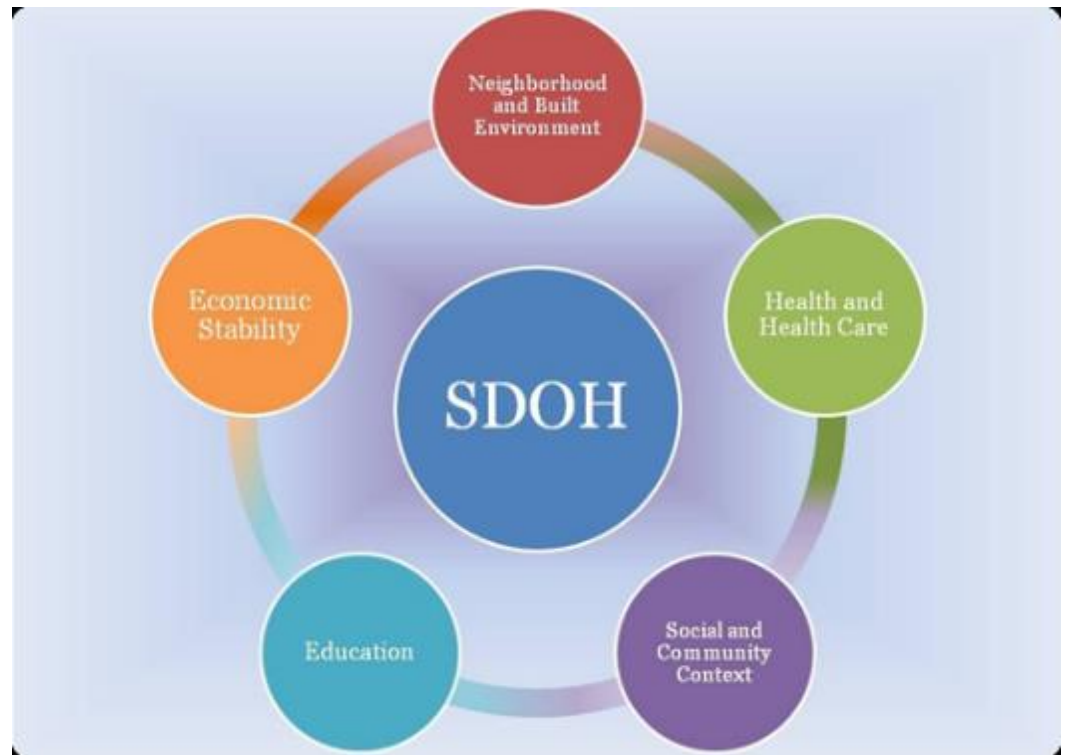 Neighborhood
and Built
Environment
Economic
Stability
Health and
Health Care
SDOH
Education
Social and
Community
Context